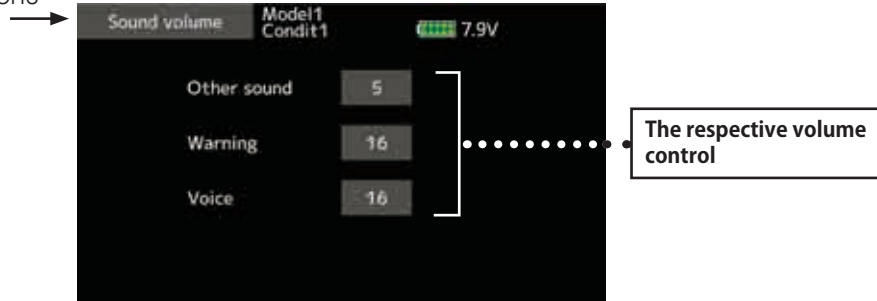 Sound volume
Model1
Condit1
7.9V
Other sound 5
Warning 16
Voice 16
The respective volume
control